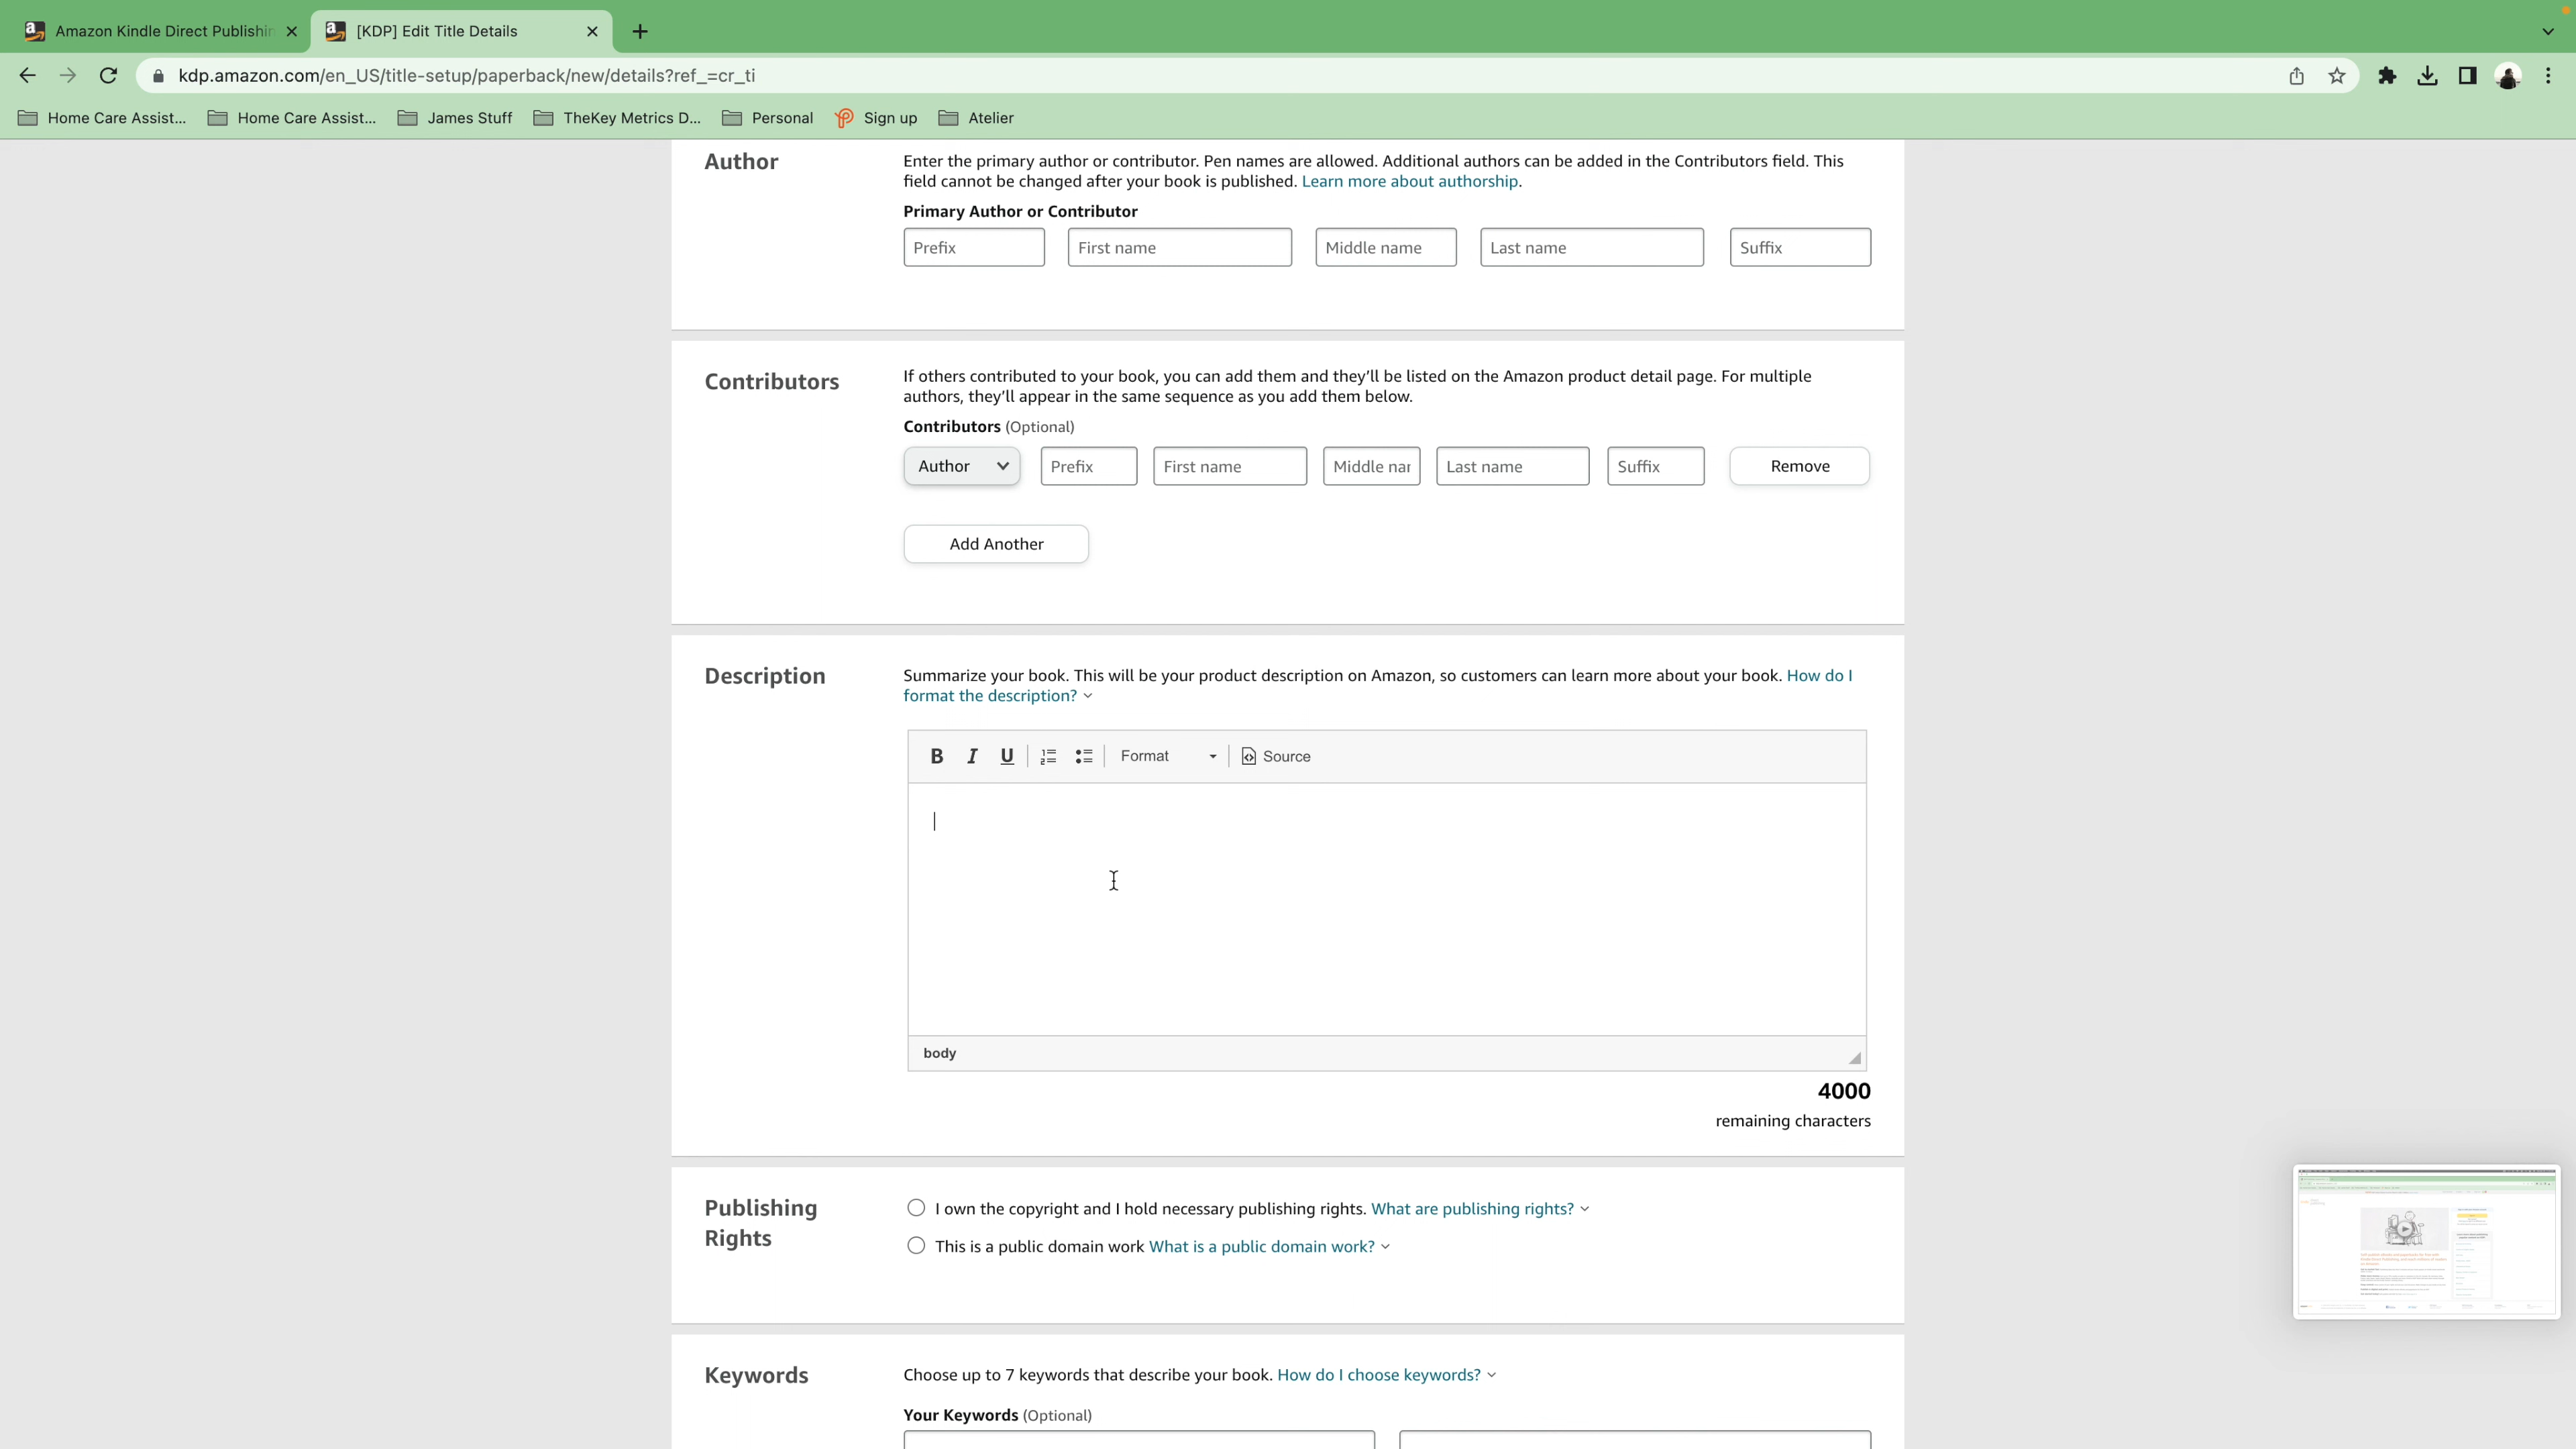 Amazon Kindle Direct Publishin
[KDP] Edit Title Details
kdp.amazon.com/en_US/title-setup/paperback/new/details?ref_=cr_ti
Home Care Assist...
Home Care Assist...
James Stuff
TheKey Metrics D...
Personal
Sign up
Atelier
Author
Enter the primary author or contributor. Pen names are allowed. Additional authors can be added in the Contributors field. This
field cannot be changed after your book is published. Learn more about authorship.
Primary Author or Contributor
Prefix
First name
Middle name
Last name
Suffix
Contributors
If others contributed to your book, you can add them and they’ll be listed on the Amazon product detail page. For multiple
authors, they’ll appear in the same sequence as you add them below.
Contributors (Optional)
Author
Prefix
First name
Middle nar
Last name
Suffix
Remove
Add Another
Description
Summarize your book. This will be your product description on Amazon, so customers can learn more about your book. How do I
format the description?
B I U
Format
Source
body
4000
remaining characters
Publishing
Rights
I own the copyright and I hold necessary publishing rights. What are publishing rights?
This is a public domain work What is a public domain work?
Keywords
Choose up to 7 keywords that describe your book. How do I choose keywords?
Your Keywords (Optional)